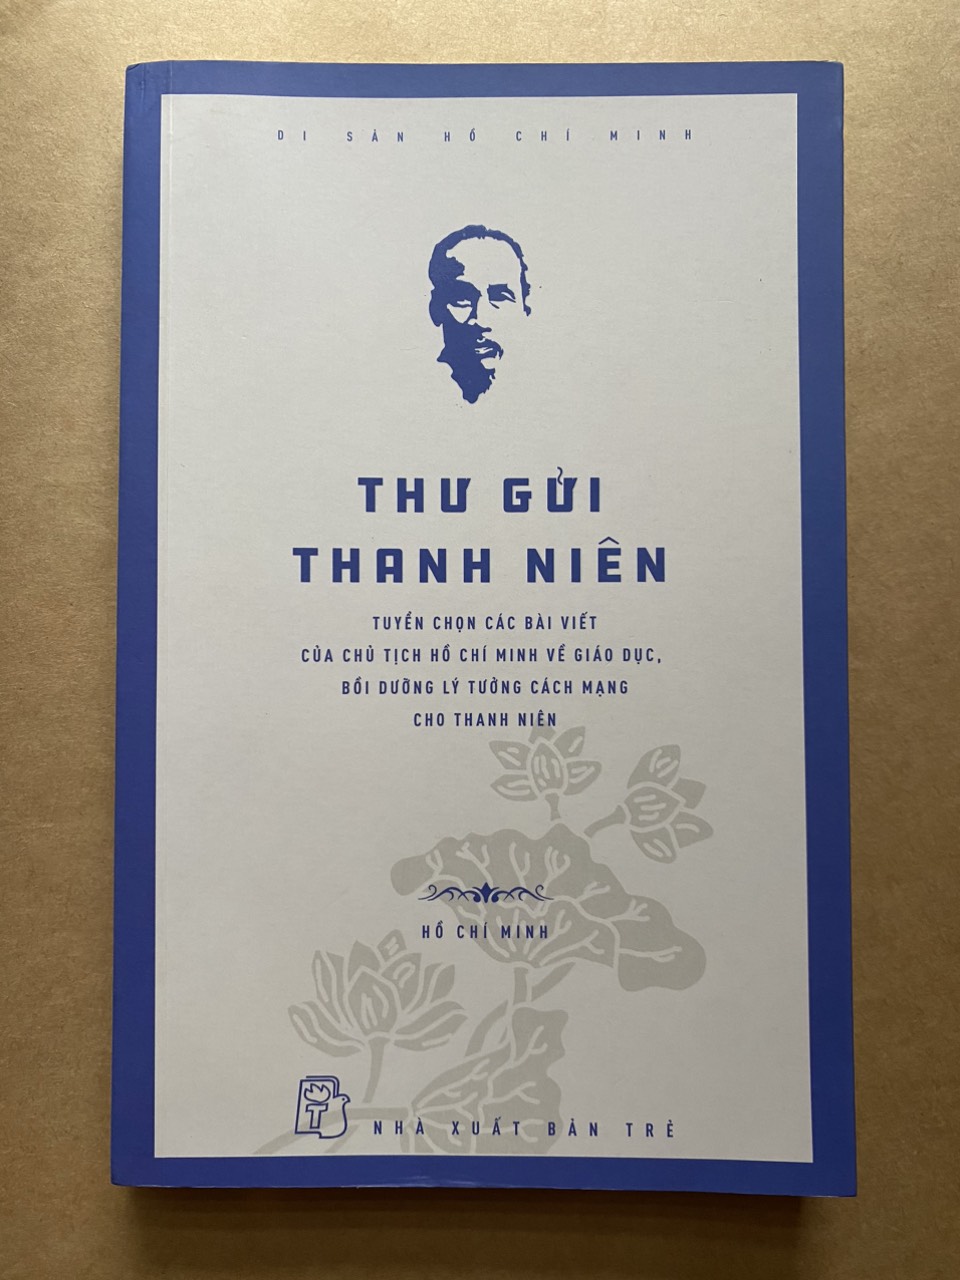 DI SẢN HỒ CHÍ MINH
THƯ GỬI
THANH NIÊN
TUYỂN CHỌN CÁC BÀI VIẾT
CỦA CHỦ TỊCH HỒ CHÍ MINH VỀ GIÁO DỤC,
BỒI DƯỠNG LÝ TƯỞNG CÁCH MẠNG
CHO THANH NIÊN
HỒ CHÍ MINH
T
NHÀ XUẤT BẢN TRẺ